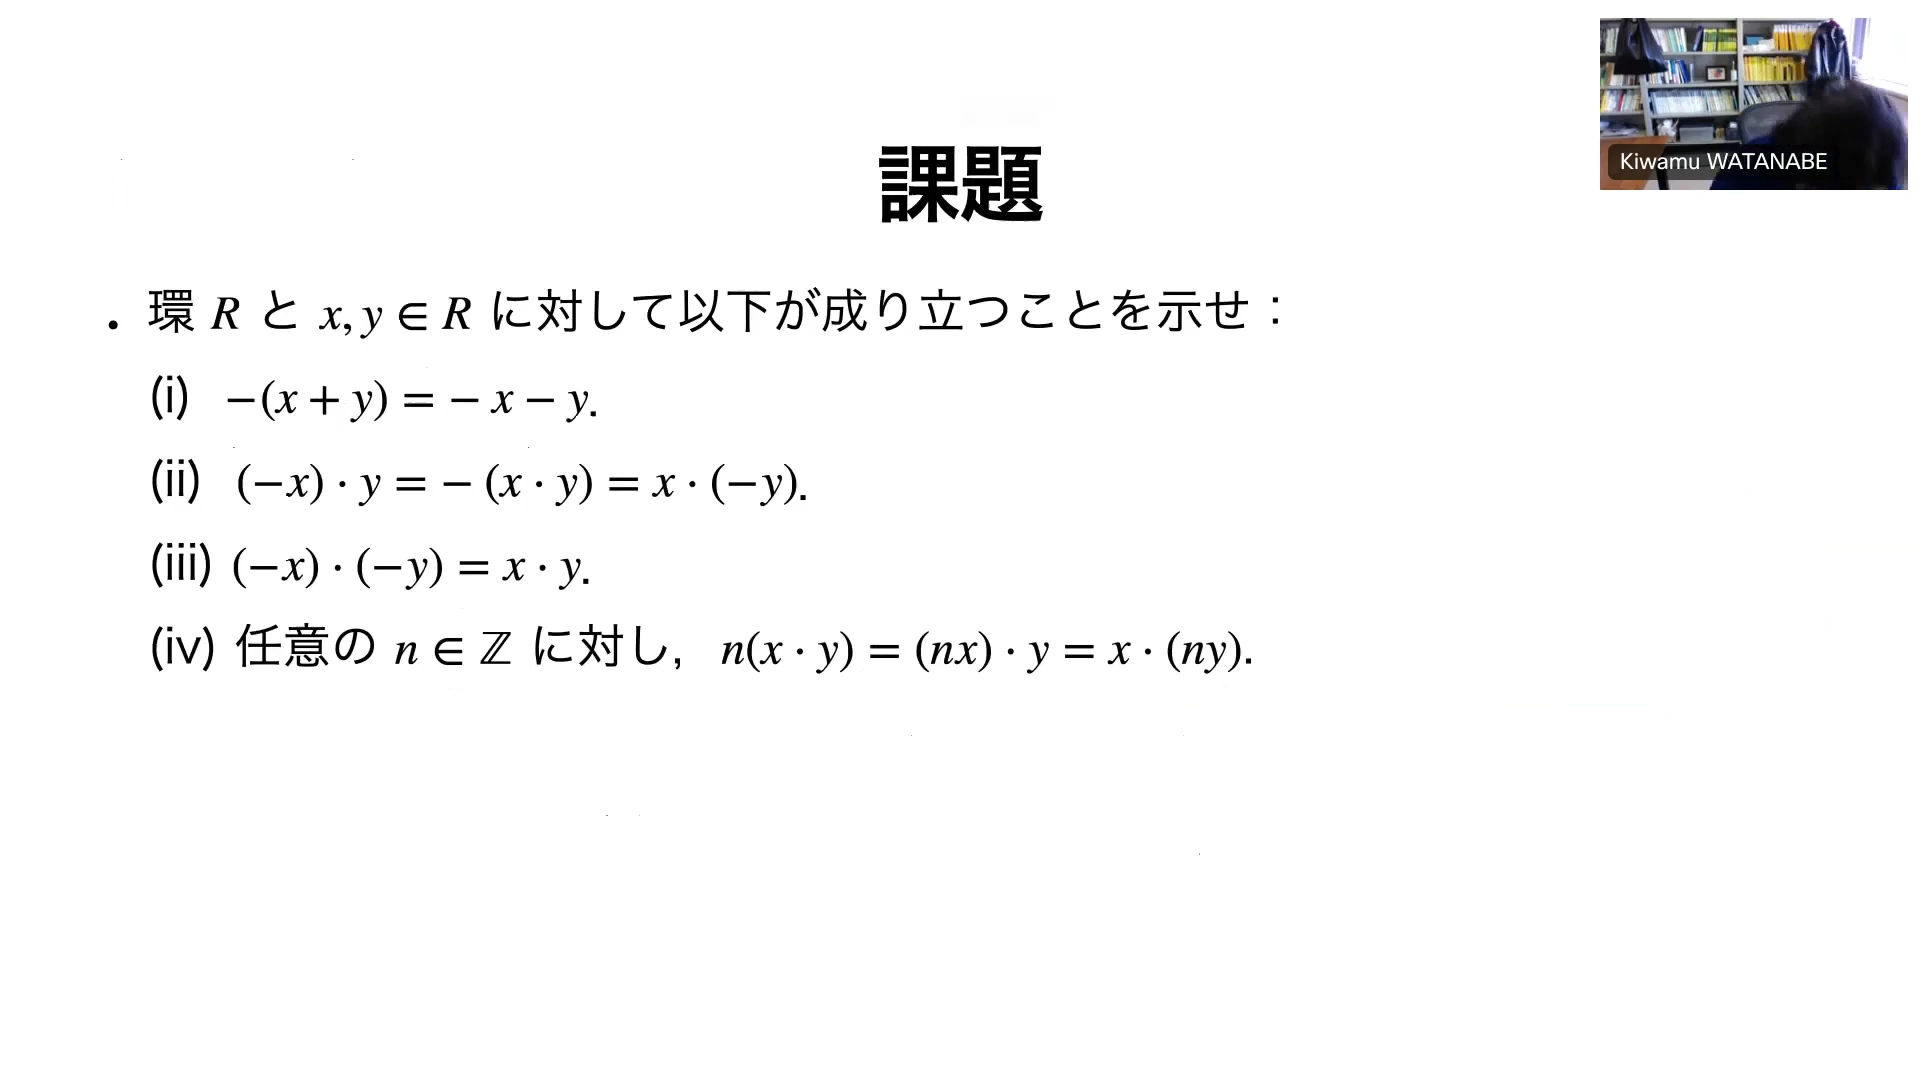 課題
Kiwamu WATANABE
• 環 R と x, y ∈ R に対して以下が成り立つことを示せ：
(i) −(x + y) = − x − y.
(ii) (−x) · y = − (x · y) = x · (−y).
(iii) (−x) · (−y) = x · y.
(iv) 任意の n ∈ ℤ に対し，n(x · y) = (nx) · y = x · (ny).